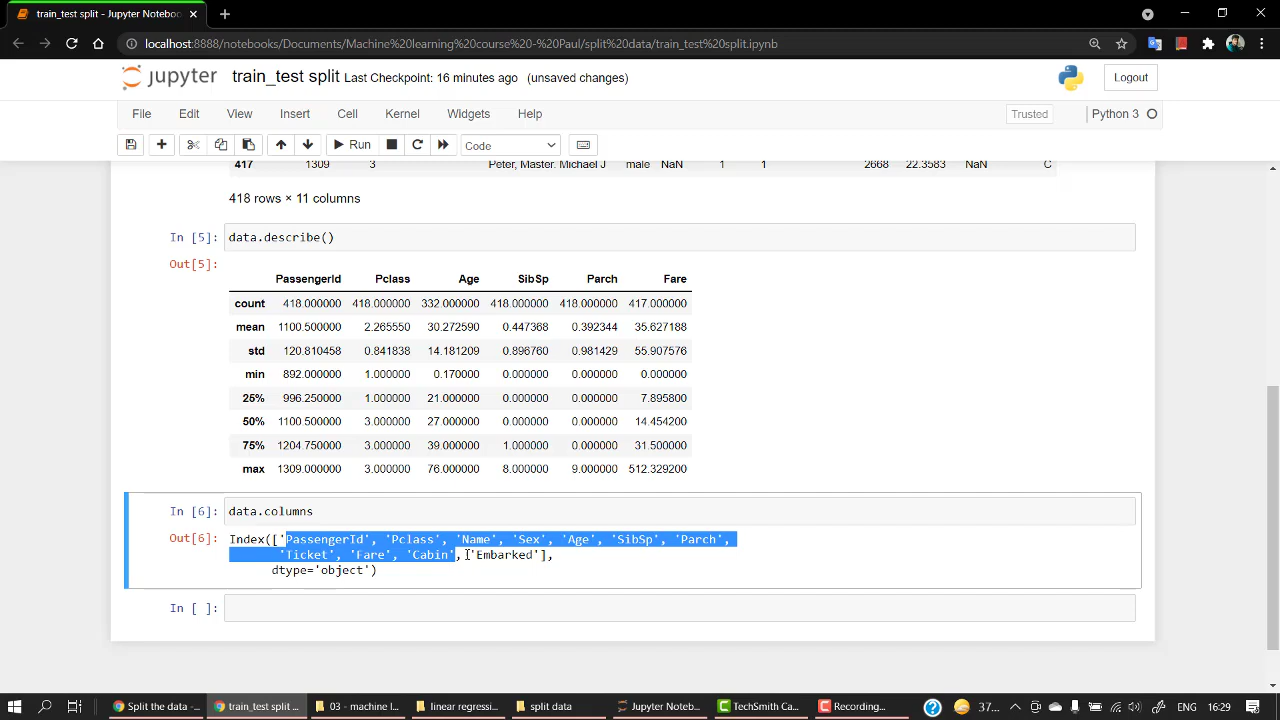 train_test split - Jupyter Notebo
localhost:8888/notebooks/Documents/Machine%20learning%20course%20-%20Paul/split%20data/train_test%20split.ipynb
jupyter train_test split Last Checkpoint: 16 minutes ago (unsaved changes) Logout
File Edit View Insert Cell Kernel Widgets Help Trusted Python 3
Run Code
417 1309 3 Peter, Master. Michael J male NaN 1 1 2668 22.3583 NaN C
418 rows × 11 columns
In [5]: data.describe()
Out[5]:
PassengerId Pclass Age SibSp Parch Fare
count 418.000000 418.000000 332.000000 418.000000 418.000000 417.000000
mean 1100.500000 2.265550 30.272590 0.447368 0.392344 35.627188
std 120.810458 0.841838 14.181209 0.896760 0.981429 55.907576
min 892.000000 1.000000 0.170000 0.000000 0.000000 0.000000
25% 996.250000 1.000000 21.000000 0.000000 0.000000 7.895800
50% 1100.500000 3.000000 27.000000 0.000000 0.000000 14.454200
75% 1204.750000 3.000000 39.000000 1.000000 0.000000 31.500000
max 1309.000000 3.000000 76.000000 8.000000 9.000000 512.329200
In [6]: data.columns
Out[6]: Index(['PassengerId', 'Pclass', 'Name', 'Sex', 'Age', 'SibSp', 'Parch',
'Ticket', 'Fare', 'Cabin', 'Embarked'],
dtype='object')
In [ ]:
Split the data -... train_test split ... 03 - machine l... linear regressi... split data Jupyter Notebo... TechSmith Ca... Recording... 37... ENG 16:29